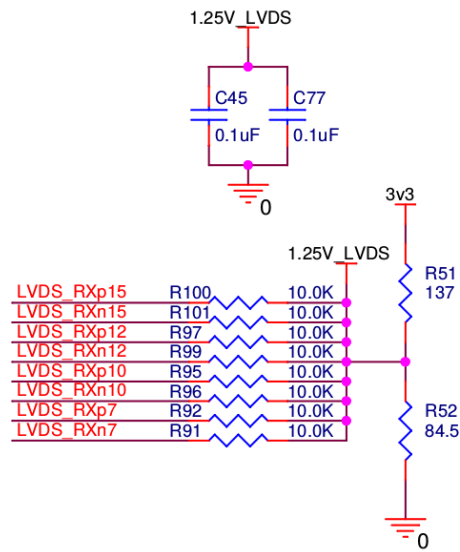 1.25V_LVDS
C45 C77
0.1uF 0.1uF
0
3v3
1.25V_LVDS
R51
137
LVDS_RXp15 R100 10.0K
LVDS_RXn15 R101 10.0K
LVDS_RXp12 R97 10.0K
LVDS_RXn12 R99 10.0K
LVDS_RXp10 R95 10.0K
LVDS_RXn10 R96 10.0K
LVDS_RXp7 R92 10.0K
LVDS_RXn7 R91 10.0K
R52
84.5
0